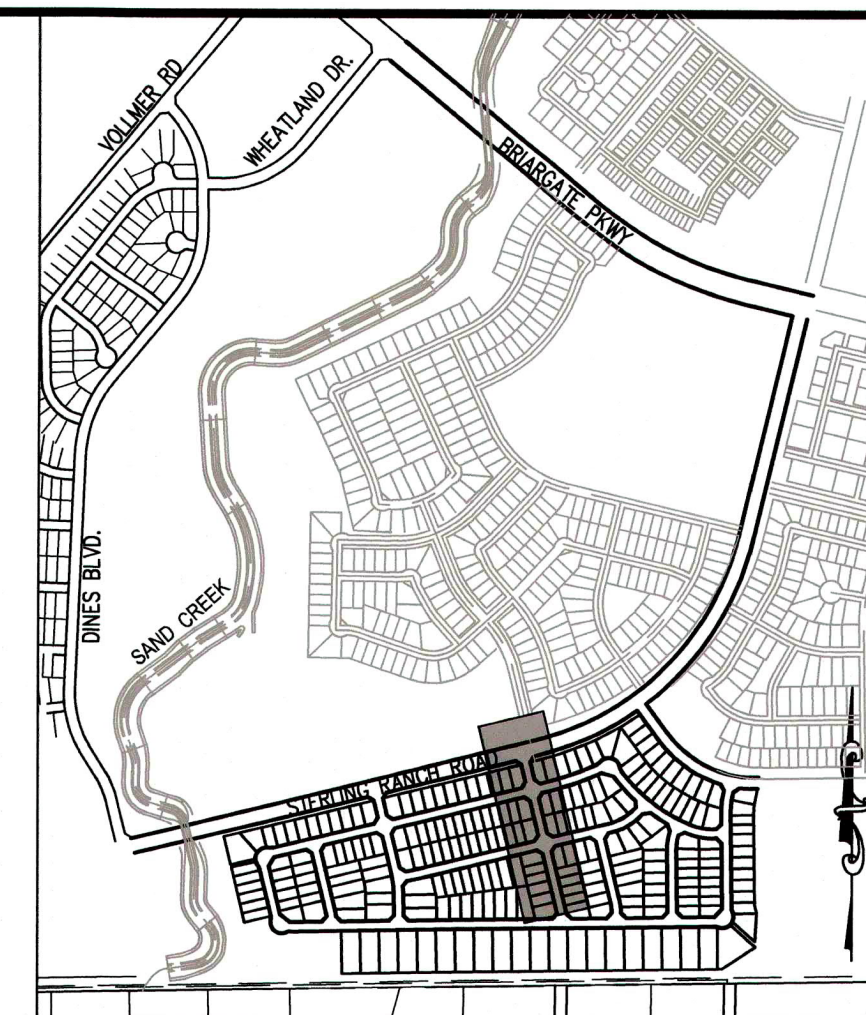 VOLLMER RD
WHEATLAND DR.
BRIARGATE PKWY
DINES BLVD.
SAND CREEK
STERLING RANCH ROAD